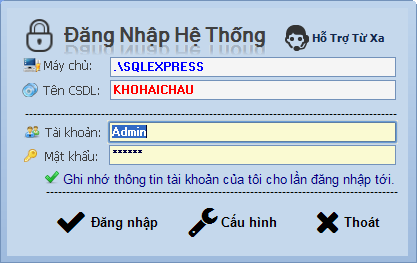 Đăng Nhập Hệ Thống
Hỗ Trợ Từ Xa
Máy chủ: .\SQLEXPRESS
Tên CSDL: KHOHAICHAU
Tài khoản: Admin
Mật khẩu: ******
Ghi nhớ thông tin tài khoản của tôi cho lần đăng nhập tới.
Đăng nhập Cấu hình Thoát